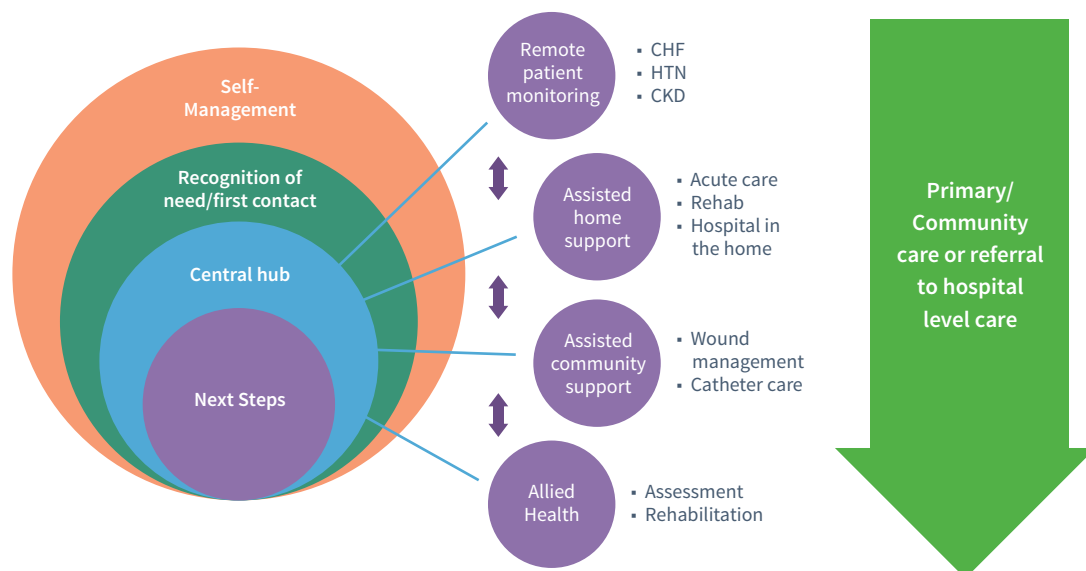 Self-
Management
Recognition of
need/first contact
Central hub
Next Steps
Remote
patient
monitoring
▪ CHF
▪ HTN
▪ CKD
Assisted
home
support
▪ Acute care
▪ Rehab
▪ Hospital in
the home
Assisted
community
support
▪ Wound
management
▪ Catheter care
Allied
Health
▪ Assessment
▪ Rehabilitation
Primary/
Community
care or referral
to hospital
level care